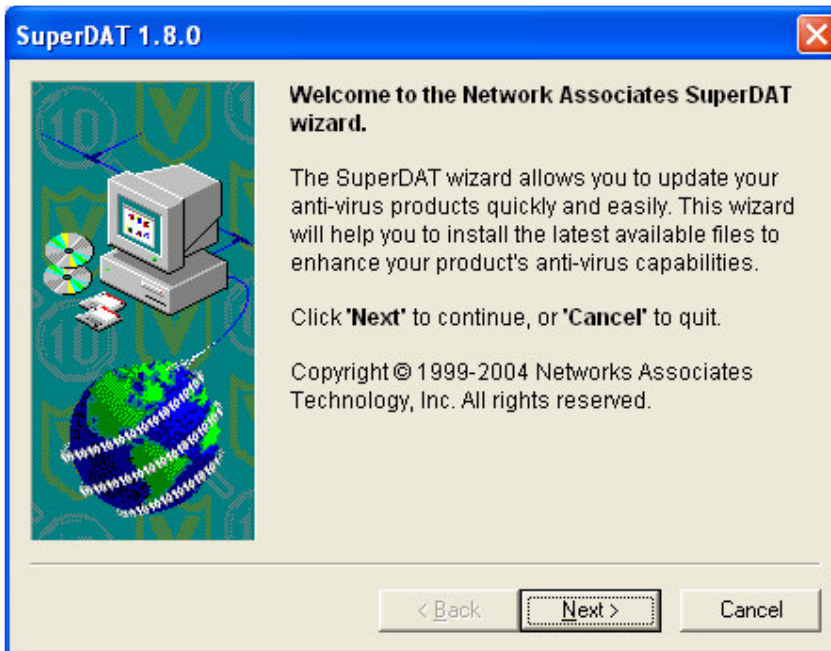 SuperDAT 1.8.0
Welcome to the Network Associates SuperDAT
wizard.
The SuperDAT wizard allows you to update your
anti-virus products quickly and easily. This wizard
will help you to install the latest available files to
enhance your product's anti-virus capabilities.
Click 'Next' to continue, or 'Cancel' to quit.
Copyright © 1999-2004 Networks Associates
Technology, Inc. All rights reserved.
< Back
Next >
Cancel